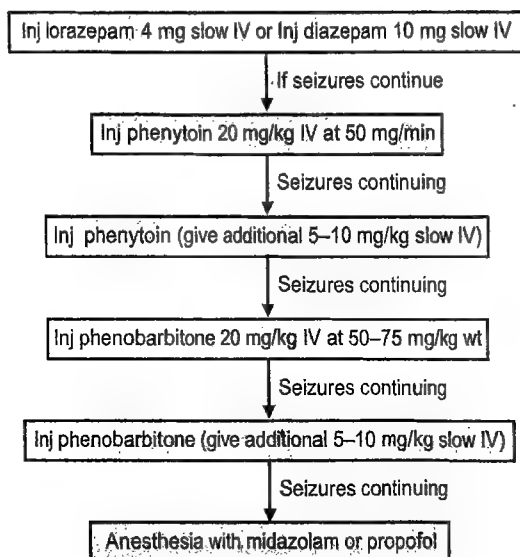 Inj lorazepam 4 mg slow IV or Inj diazepam 10 mg slow IV
If seizures continue
Inj phenytoin 20 mg/kg IV at 50 mg/min
Seizures continuing
Inj phenytoin (give additional 5–10 mg/kg slow IV)
Seizures continuing
Inj phenobarbitone 20 mg/kg IV at 50–75 mg/kg wt
Seizures continuing
Inj phenobarbitone (give additional 5–10 mg/kg slow IV)
Seizures continuing
Anesthesia with midazolam or propofol